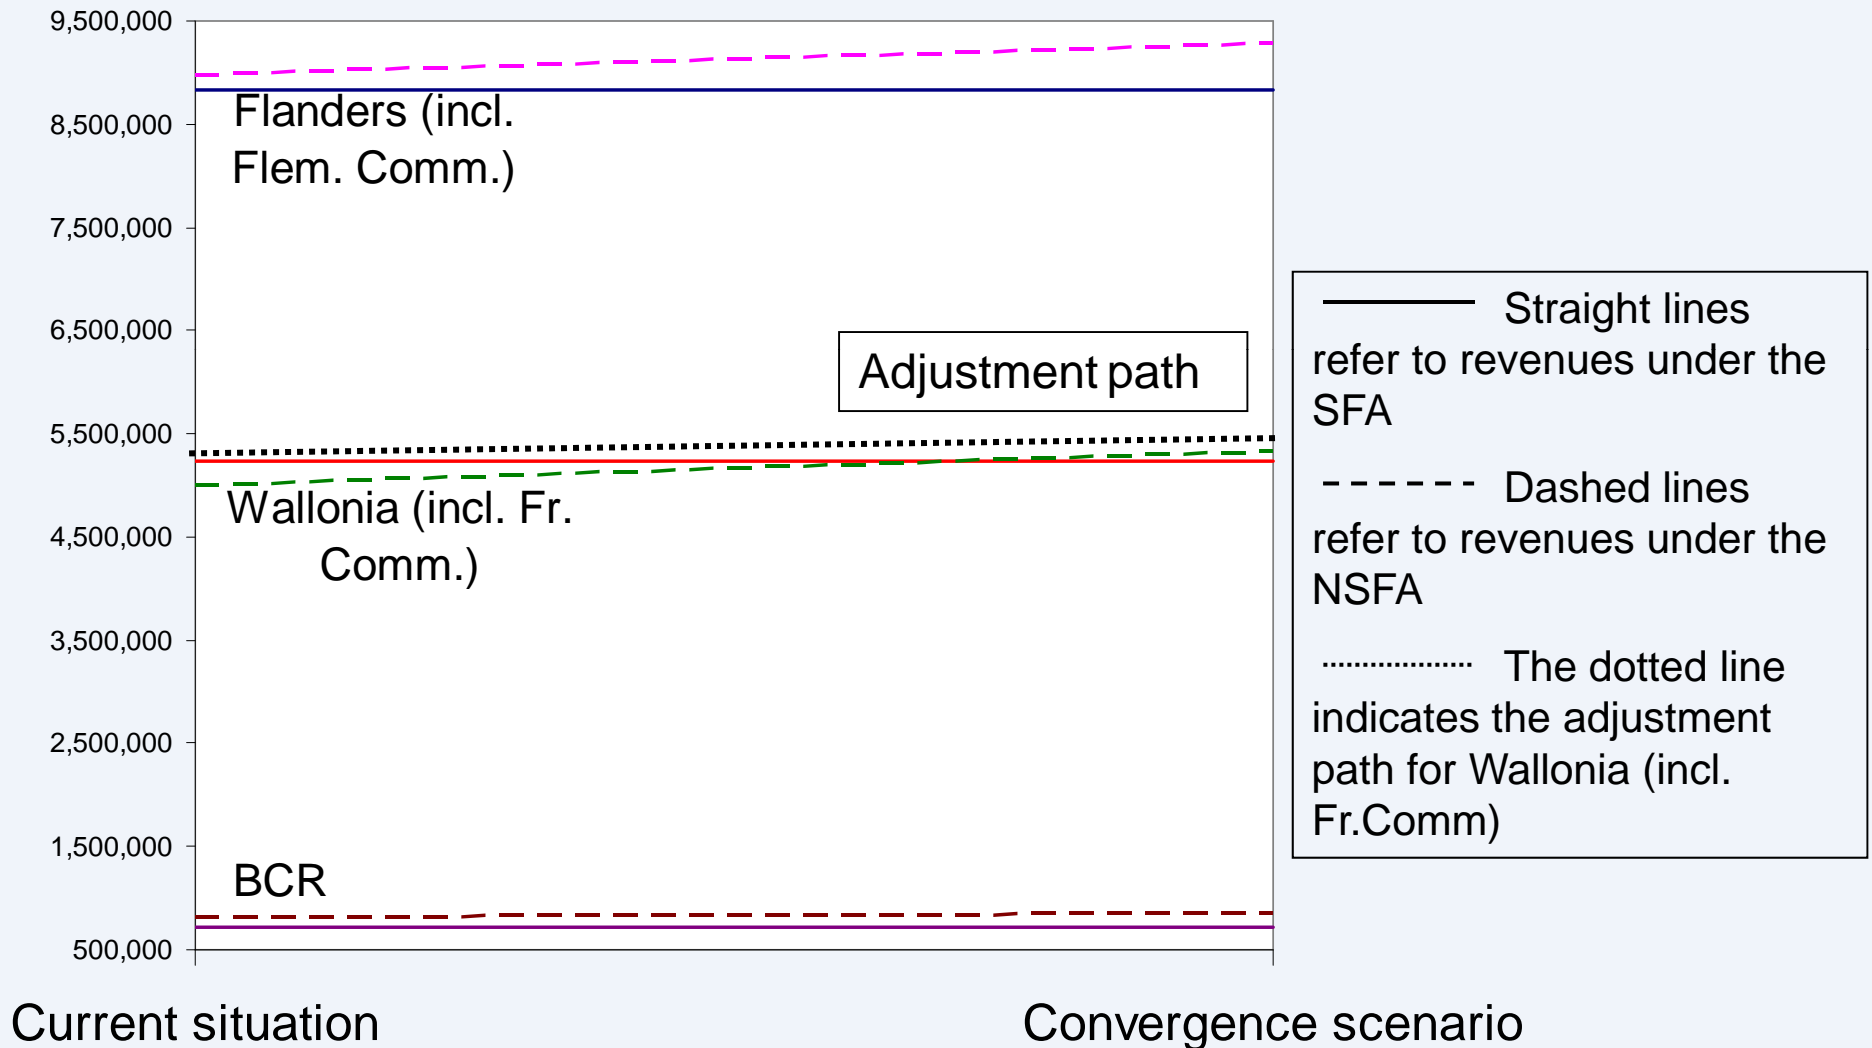 9,500,000
8,500,000
7,500,000
6,500,000
5,500,000
4,500,000
3,500,000
2,500,000
1,500,000
500,000
Flanders (incl.
Flem. Comm.)
Adjustment path
Wallonia (incl. Fr.
Comm.)
BCR
Current situation
Convergence scenario
Straight lines
refer to revenues under the
SFA
Dashed lines
refer to revenues under the
NSFA
The dotted line
indicates the adjustment
path for Wallonia (incl.
Fr.Comm)